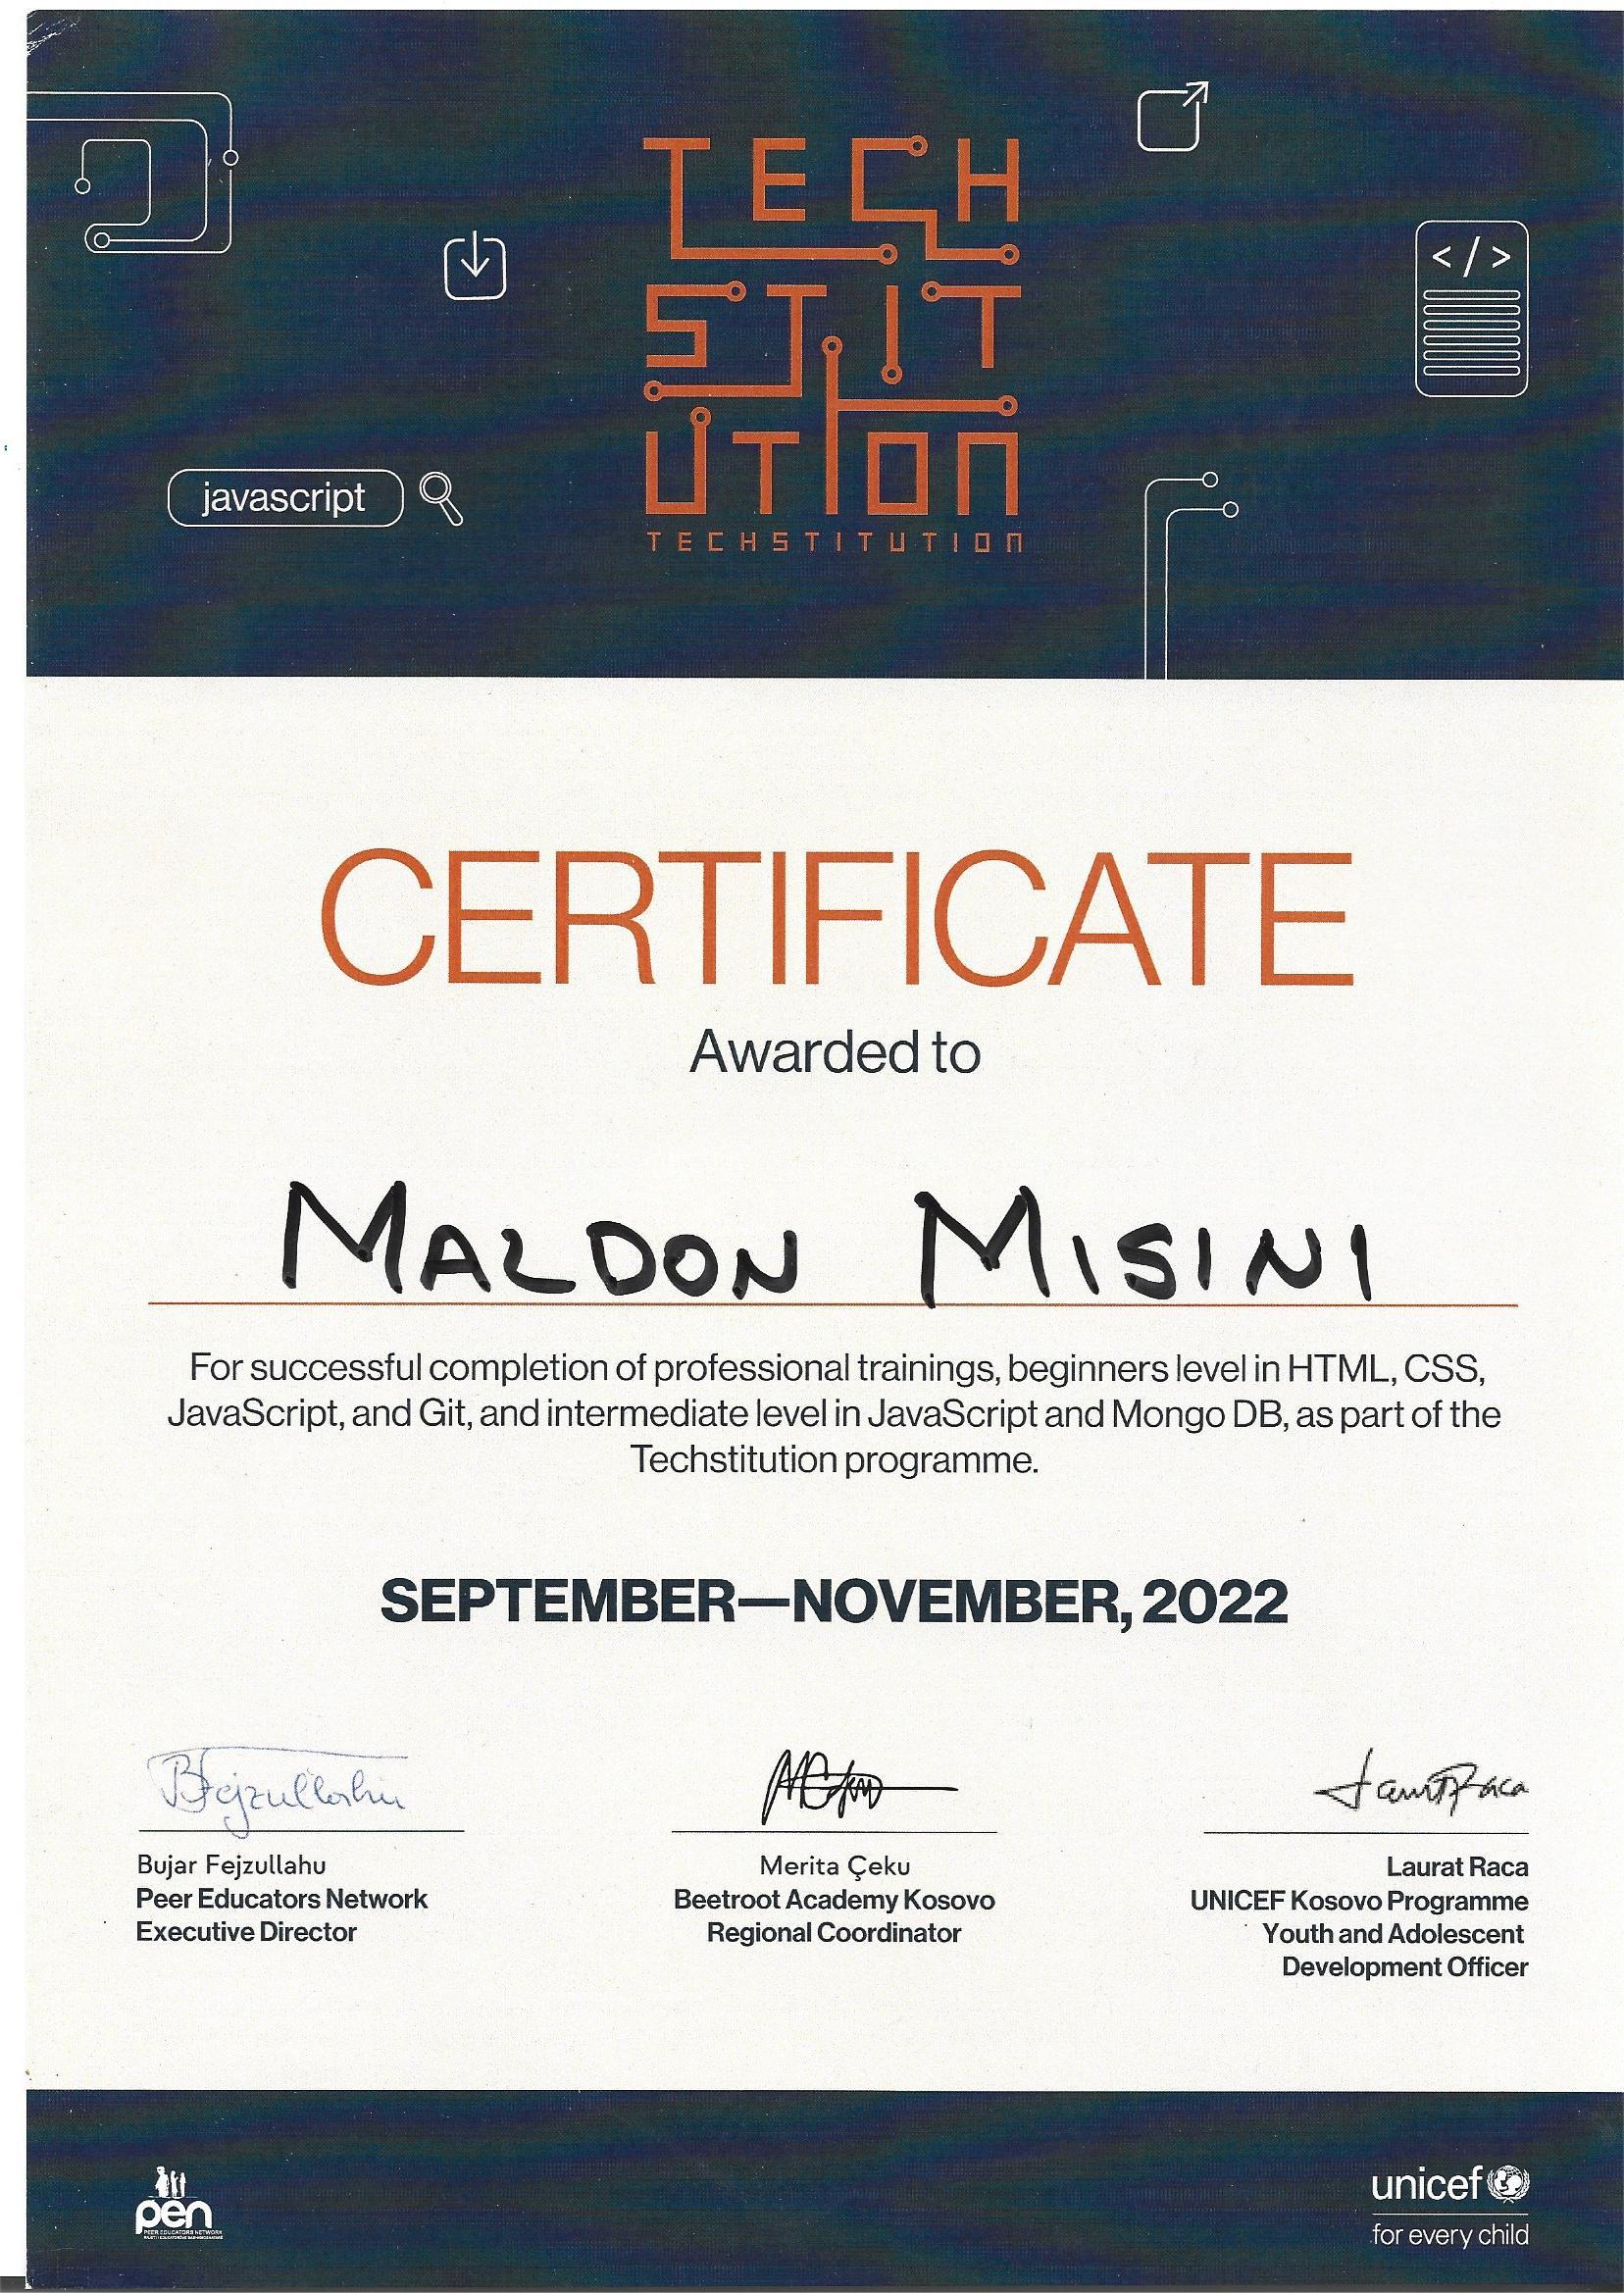 TECH
STIT
UTION
TECHSTITUTION
</>
javascript
CERTIFICATE
Awarded to
MALDON MISINI
For successful completion of professional trainings, beginners level in HTML, CSS,
JavaScript, and Git, and intermediate level in JavaScript and Mongo DB, as part of the
Techstitution programme.
SEPTEMBER—NOVEMBER, 2022
BFejzullahu
Laurat Raca
Bujar Fejzullahu
Peer Educators Network
Executive Director
Merita Çeku
Beetroot Academy Kosovo
Regional Coordinator
Laurat Raca
UNICEF Kosovo Programme
Youth and Adolescent
Development Officer
pen
PEER EDUCATORS NETWORK
unicef
for every child